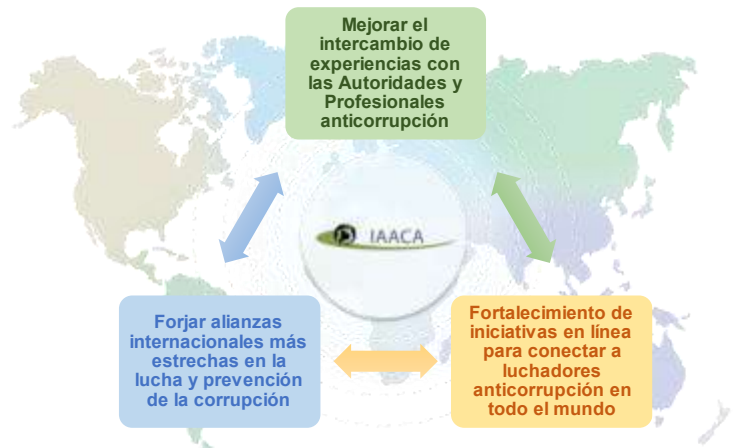 Mejorar el
intercambio de
experiencias con
las Autoridades y
Profesionales
anticorrupción
IAACA
Forjar alianzas
internacionales más
estrechas en la
lucha y prevención
de la corrupción
Fortalecimiento de
iniciativas en línea
para conectar a
luchadores
anticorrupción en
todo el mundo